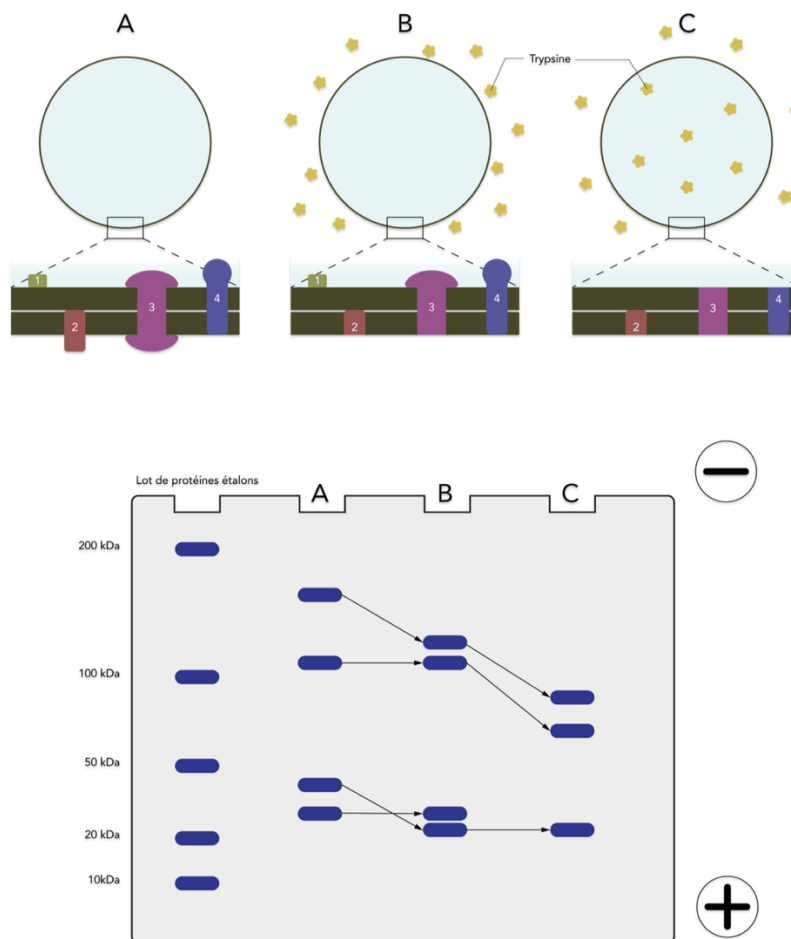 A B C
Trypsine
1 2 3 4
1 2 3 4
2 3 4
Lot de protéines étalons
A B C
200 kDa
100 kDa
50 kDa
20 kDa
10kDa